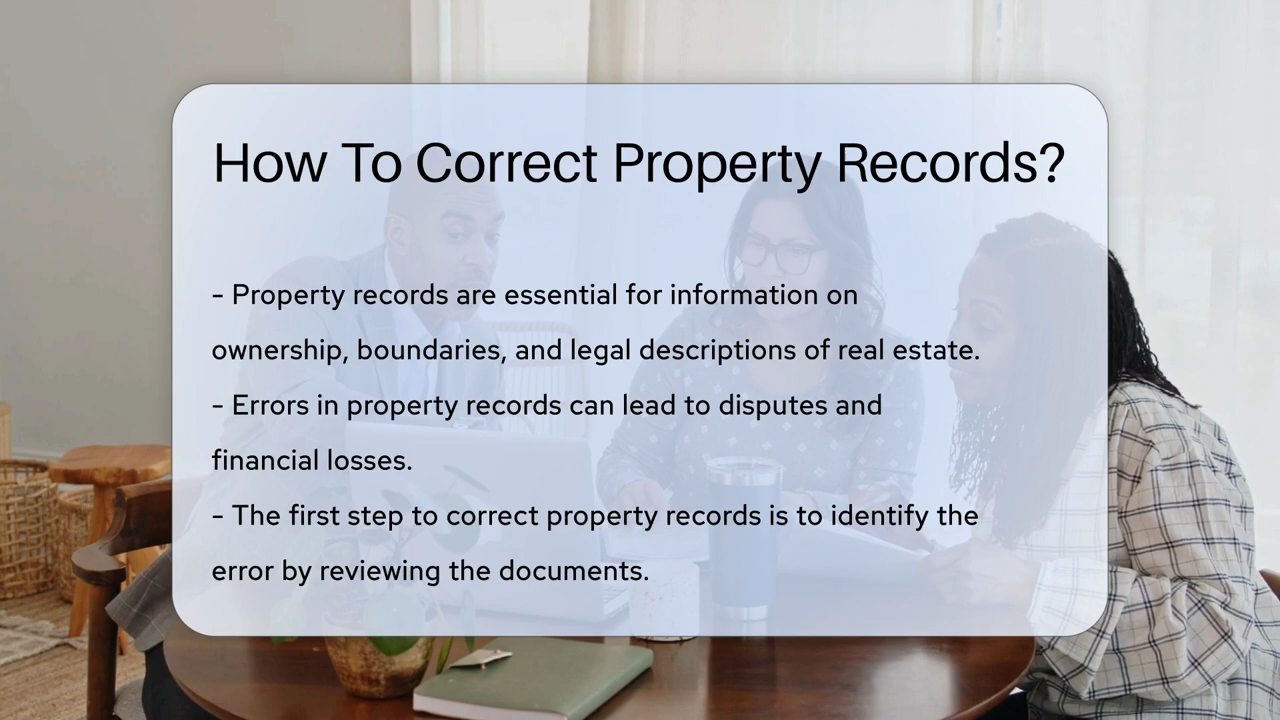 How To Correct Property Records?
- Property records are essential for information on
ownership, boundaries, and legal descriptions of real estate.
- Errors in property records can lead to disputes and
financial losses.
- The first step to correct property records is to identify the
error by reviewing the documents.